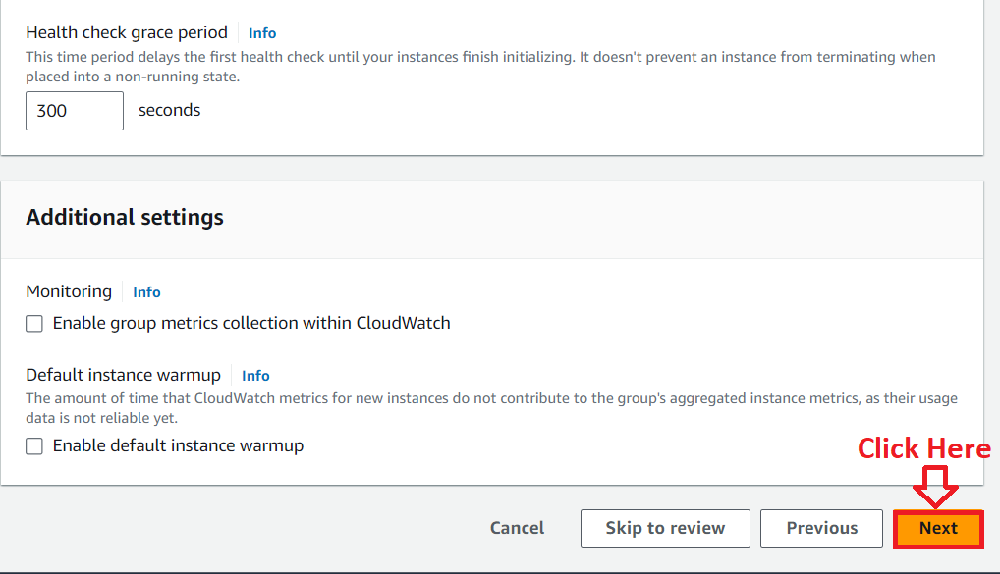 Health check grace period Info
This time period delays the first health check until your instances finish initializing. It doesn't prevent an instance from terminating when
placed into a non-running state.
300 seconds
Additional settings
Monitoring Info
Enable group metrics collection within CloudWatch
Default instance warmup Info
The amount of time that CloudWatch metrics for new instances do not contribute to the group's aggregated instance metrics, as their usage
data is not reliable yet.
Enable default instance warmup
Click Here
Cancel Skip to review Previous Next